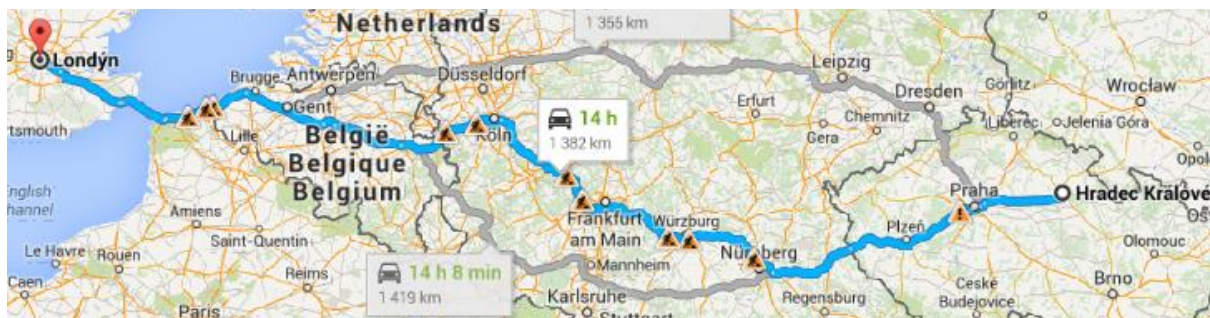 Netherlands
1 355 km
Londýn
Brugge
Antwerpen
Düsseldorf
Leipzig
Görlitz
Wrocław
Gent
Dresden
Erfurt
Chemnitz
Gera
Liberec
Jelenia Góra
Lille
België
Belgique
Belgium
Köln
14 h
1 382 km
English
Channel
Amiens
Praha
Hradec Králové
Frankfurt
am Main
Würzburg
Plzeň
Saint-Quentin
Le Havre
Rouen
Nürnberg
Olomouc
14 h 8 min
1 419 km
Mannheim
Reims
Caen
Karlsruhe
Regensburg
České
Budějovice
Brno
Paris